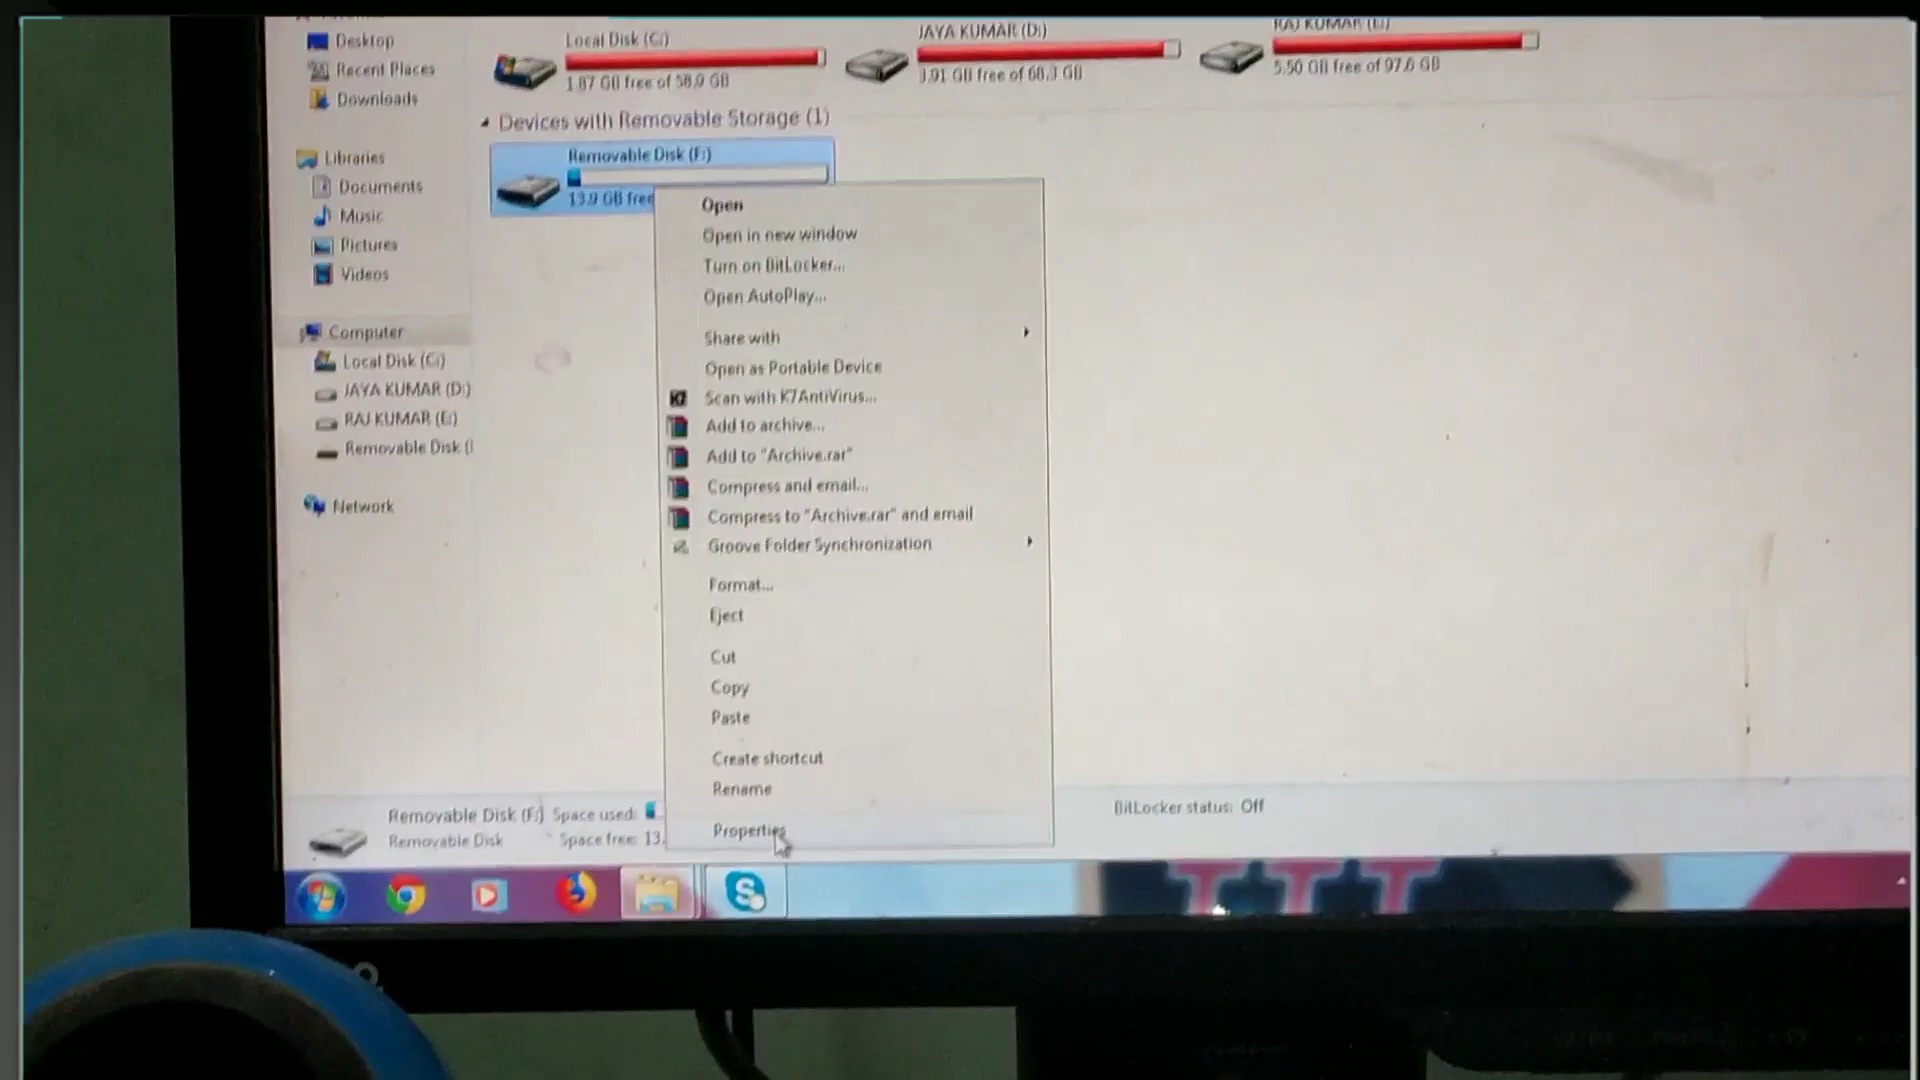 Desktop
Recent Places
Downloads
Libraries
Documents
Music
Pictures
Videos
Computer
Local Disk (C:)
JAYA KUMAR (D:)
RAJ KUMAR (E:)
Removable Disk (
Network
Local Disk (C:)
1.87 GB free of 58.9 GB
JAYA KUMAR (D:)
3.91 GB free of 68.3 GB
RAJ KUMAR (E:)
5.50 GB free of 97.6 GB
Devices with Removable Storage (1)
Removable Disk (F:)
13.9 GB free
Open
Open in new window
Turn on BitLocker...
Open AutoPlay...
Share with
Open as Portable Device
K7 Scan with K7AntiVirus...
Add to archive...
Add to "Archive.rar"
Compress and email...
Compress to "Archive.rar" and email
Groove Folder Synchronization
Format...
Eject
Cut
Copy
Paste
Create shortcut
Rename
Properties
Removable Disk (F:) Space used:
Removable Disk Space free: 13.
BitLocker status: Off